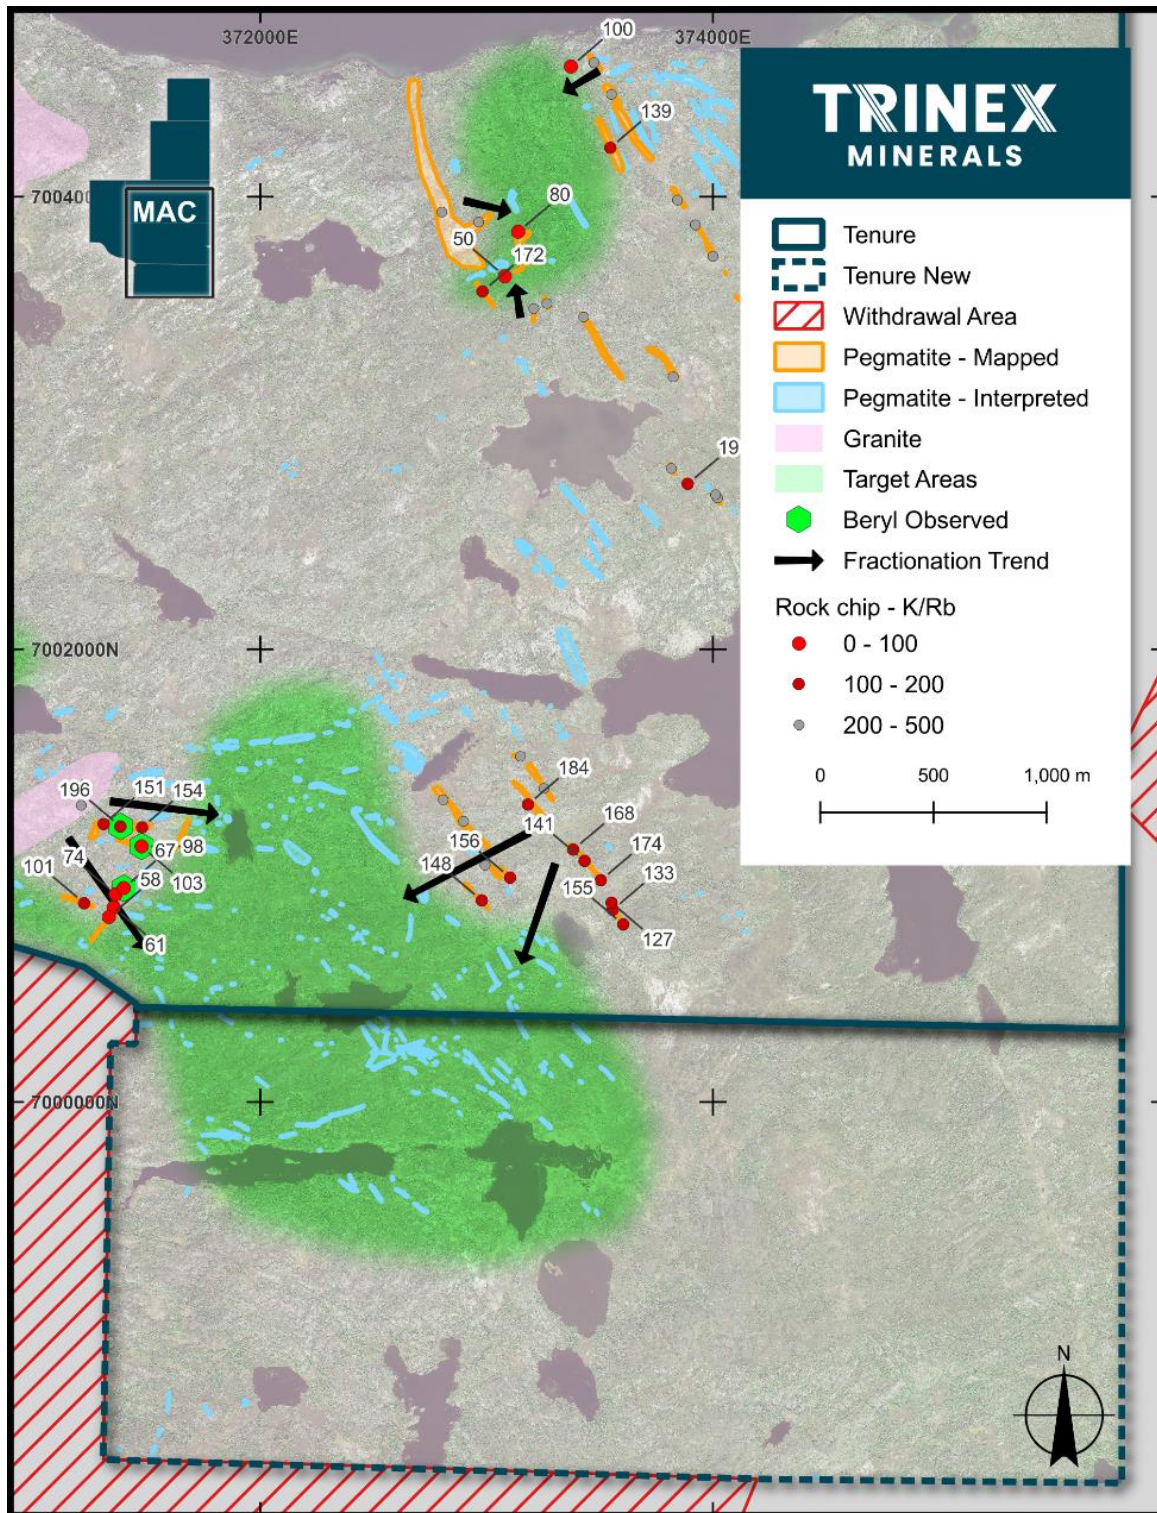 372000E
374000E
100
TRINEX
MINERALS
139
MAC
80
50
172
Tenure
Tenure New
Withdrawal Area
Pegmatite - Mapped
Pegmatite - Interpreted
Granite
Target Areas
Beryl Observed
Fractionation Trend
Rock chip - K/Rb
0 - 100
100 - 200
200 - 500
0
500
1,000 m
19
7002000N
184
196
151
154
141
168
156
74
67
98
101
148
174
58
103
155
133
61
127
7000000N
N